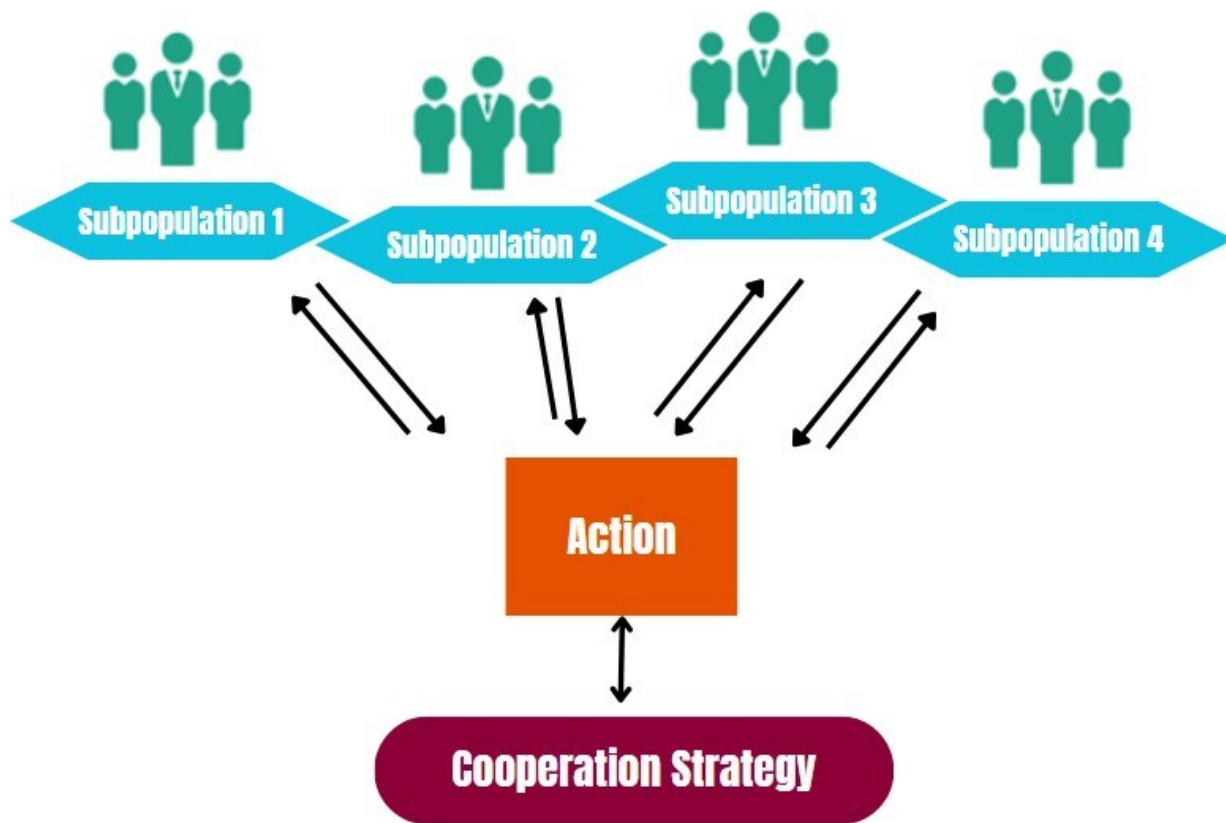 Subpopulation 1
Subpopulation 2
Subpopulation 3
Subpopulation 4
Action
Cooperation Strategy